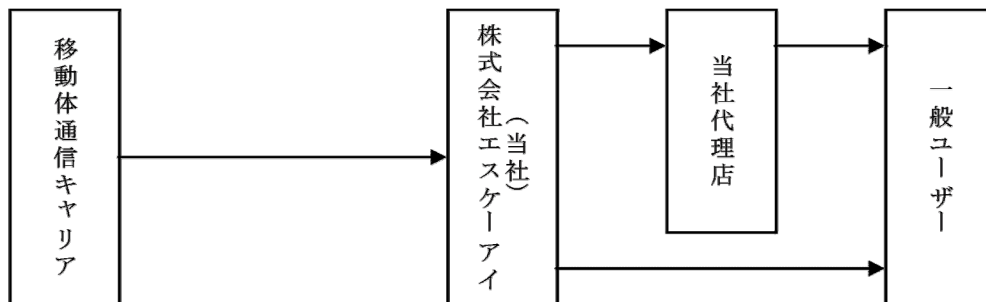 移動体通信キャリア
株式会社エスケーアイ
（当社）
当社代理店
一般ユーザー